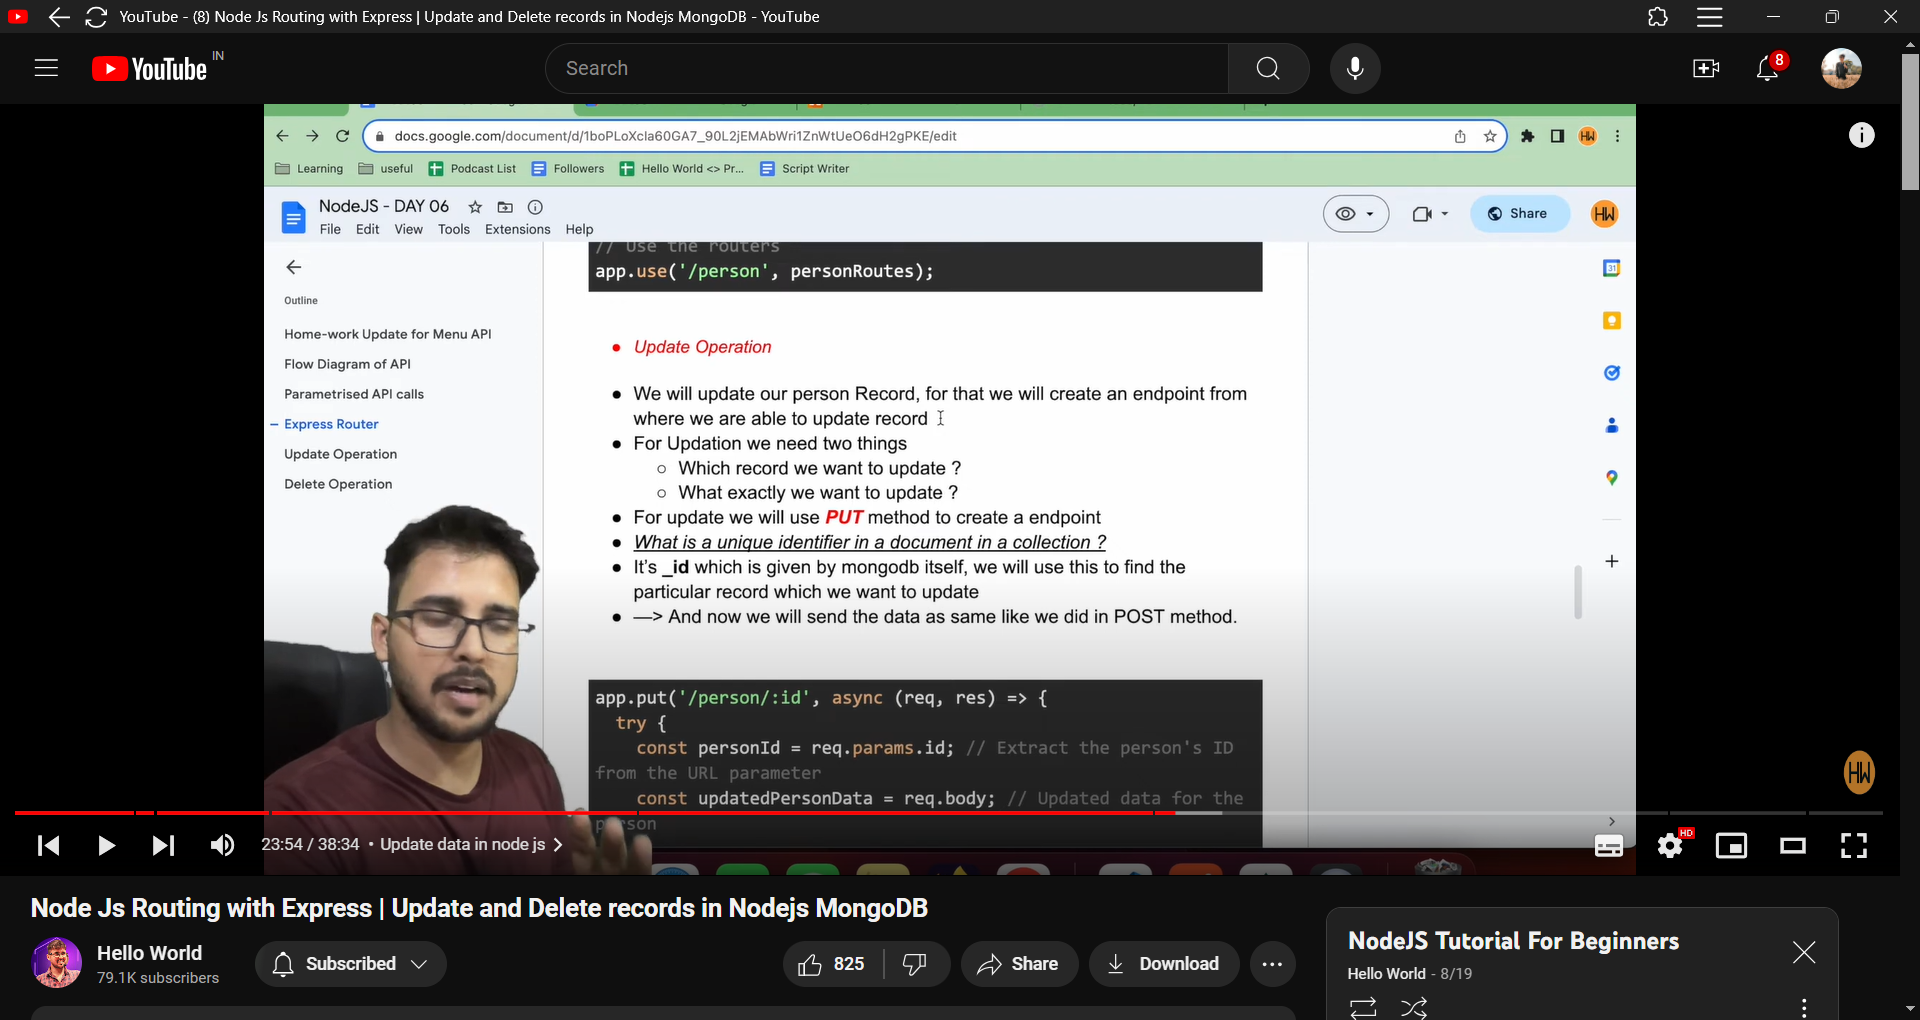 YouTube - (8) Node Js Routing with Express | Update and Delete records in Nodejs MongoDB - YouTube
YouTube IN
Search
8
docs.google.com/document/d/1boPLoXcla60GA7_90L2jEMAbWri1ZnWtUeO6dH2gPKE/edit
HW
Learning useful Podcast List Followers Hello World <> Pr... Script Writer
NodeJS - DAY 06
Share
HW
File Edit View Tools Extensions Help
// Use the routers
app.use('/person', personRoutes);
31
Outline
Home-work Update for Menu API
Flow Diagram of API
Parametrised API calls
– Express Router
Update Operation
Delete Operation
● Update Operation
● We will update our person Record, for that we will create an endpoint from
where we are able to update record
● For Updation we need two things
○ Which record we want to update ?
○ What exactly we want to update ?
● For update we will use PUT method to create a endpoint
● What is a unique identifier in a document in a collection ?
● It's _id which is given by mongodb itself, we will use this to find the
particular record which we want to update
● —> And now we will send the data as same like we did in POST method.
app.put('/person/:id', async (req, res) => {
try {
const personId = req.params.id; // Extract the person's ID
from the URL parameter
const updatedPersonData = req.body; // Updated data for the
person
HW
23:54 / 38:34 • Update data in node js >
HD
Node Js Routing with Express | Update and Delete records in Nodejs MongoDB
Hello World
79.1K subscribers
Subscribed
825
Share
Download
NodeJS Tutorial For Beginners
Hello World - 8/19